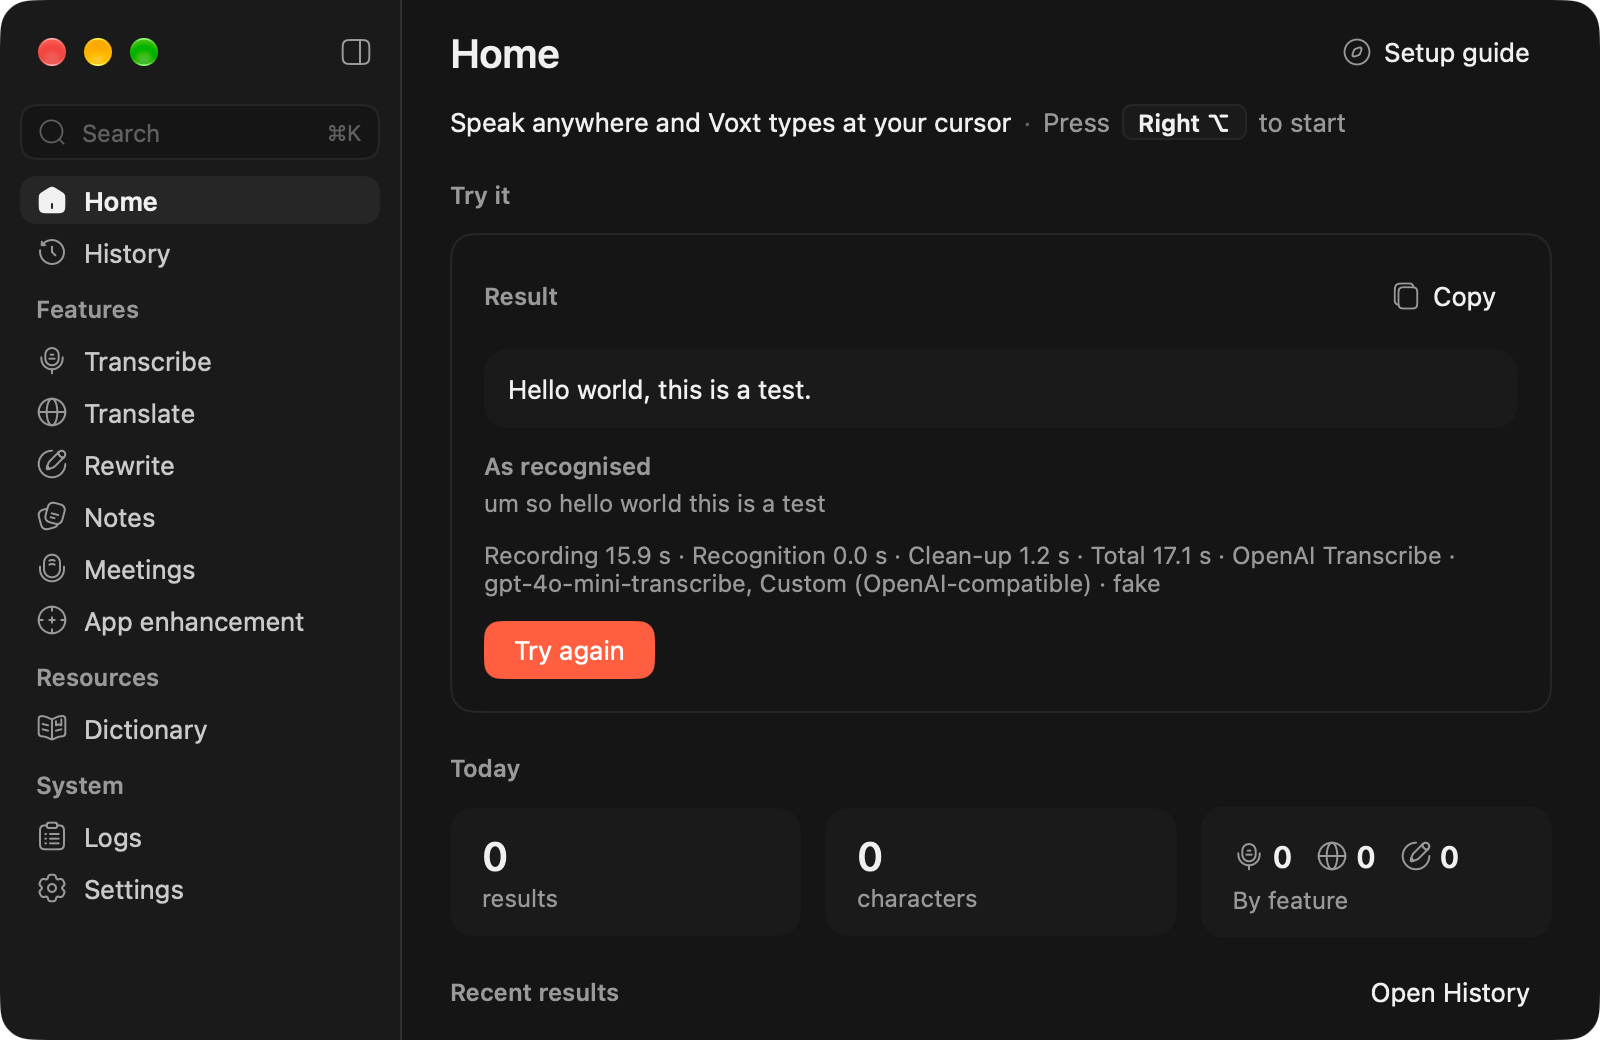 Search ⌘K
Home
History
Features
Transcribe
Translate
Rewrite
Notes
Meetings
App enhancement
Resources
Dictionary
System
Logs
Settings
Home
Setup guide
Speak anywhere and Voxt types at your cursor · Press Right ⌥ to start
Try it
Result
Copy
Hello world, this is a test.
As recognised
um so hello world this is a test
Recording 15.9 s · Recognition 0.0 s · Clean-up 1.2 s · Total 17.1 s · OpenAI Transcribe ·
gpt-4o-mini-transcribe, Custom (OpenAI-compatible) · fake
Try again
Today
0
results
0
characters
0 0 0
By feature
Recent results
Open History